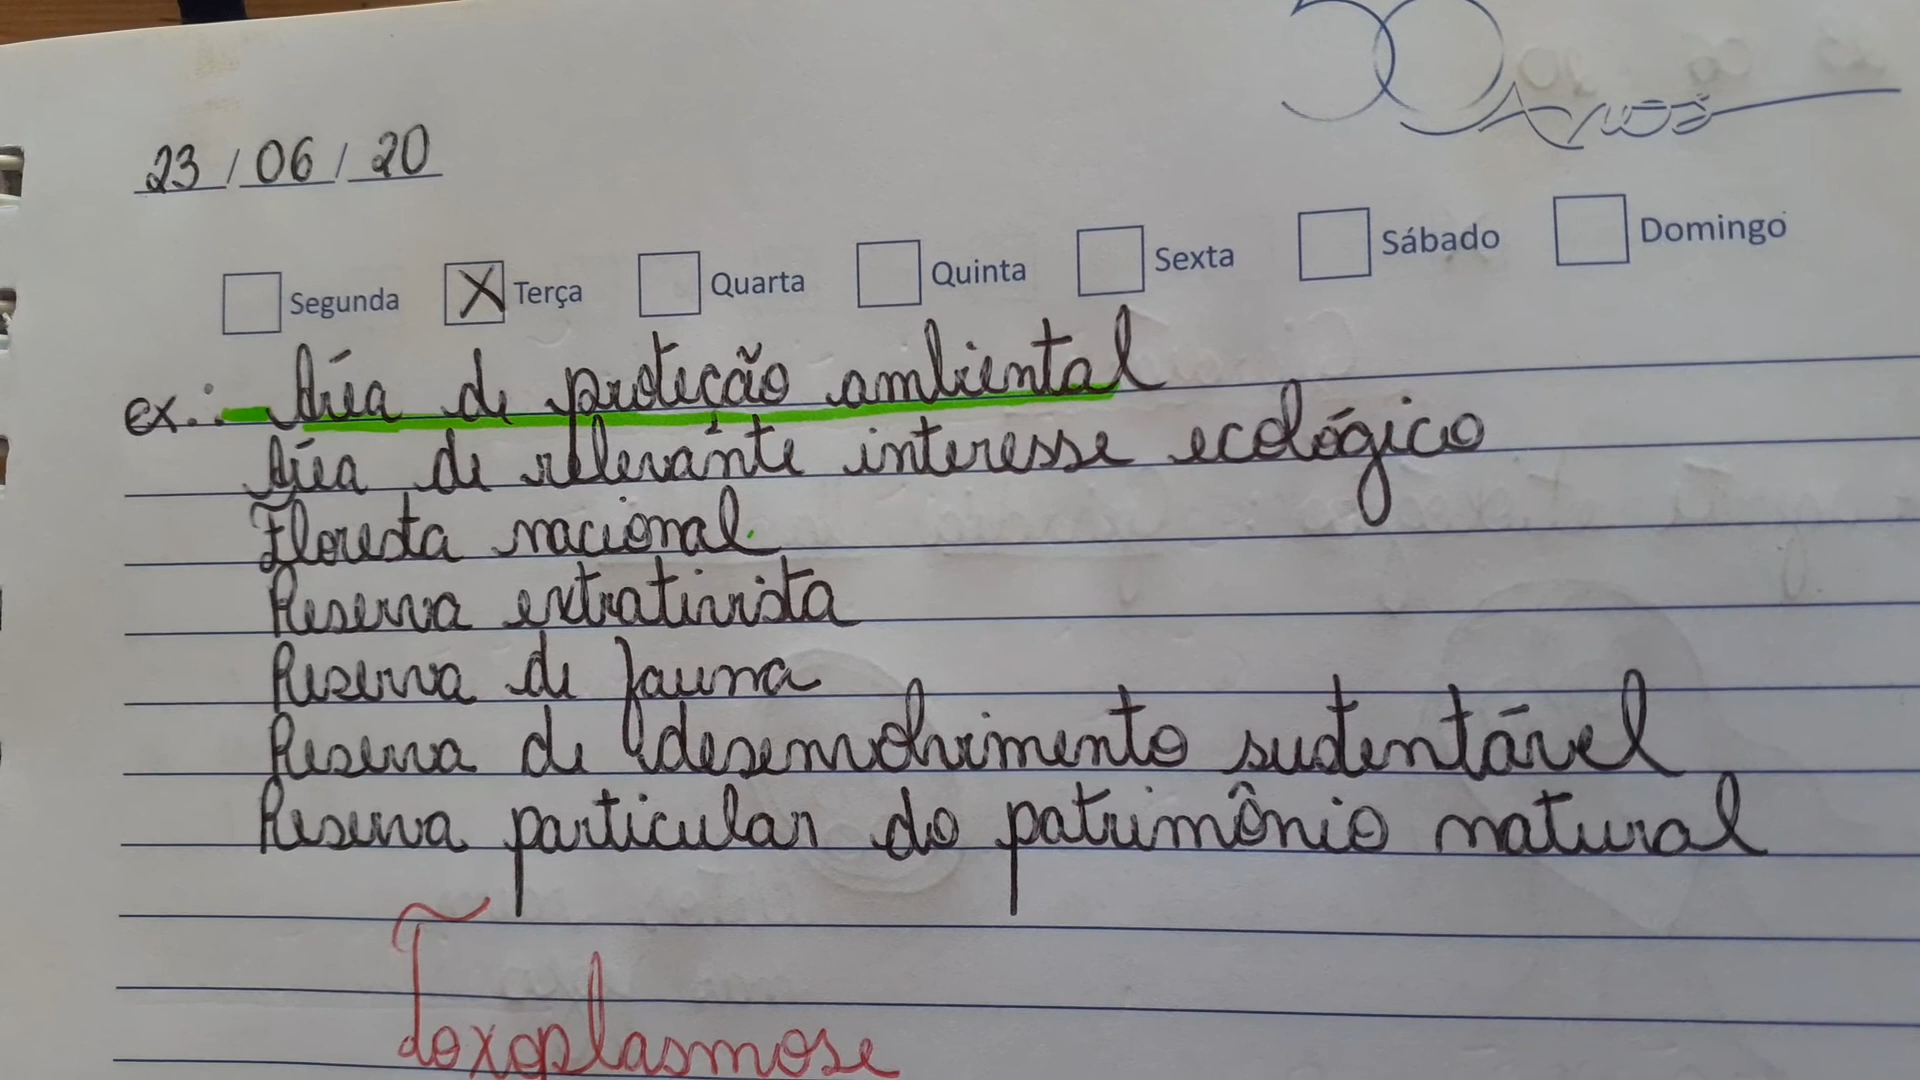 50 Anos
23 / 06 / 20
Segunda X Terça Quarta Quinta Sexta Sábado Domingo
ex.: Área de proteção ambiental
Área de relevante interesse ecológico
Floresta nacional
Reserva extrativista
Reserva de fauna
Reserva de desenvolvimento sustentável
Reserva particular do patrimônio natural
Toxoplasmose